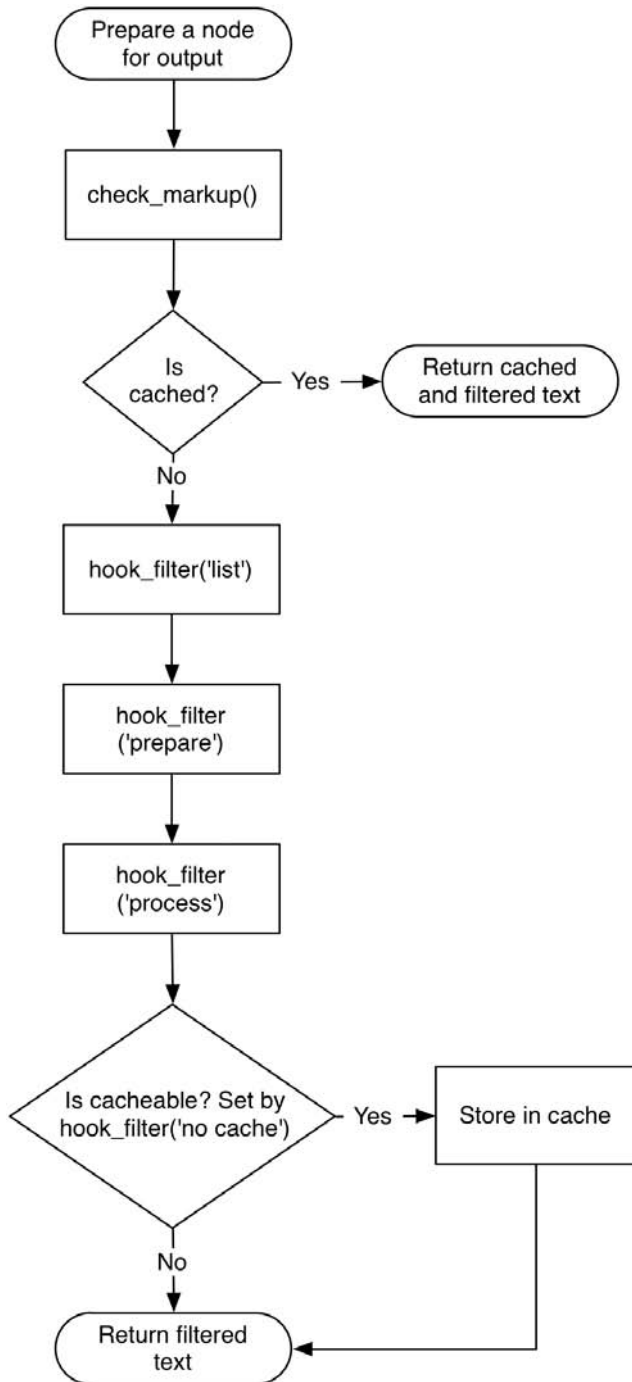 Prepare a node
for output
check_markup()
Is
cached?
Yes
Return cached
and filtered text
No
hook_filter('list')
hook_filter
('prepare')
hook_filter
('process')
Is cacheable? Set by
hook_filter('no cache')
Yes
Store in cache
No
Return filtered
text